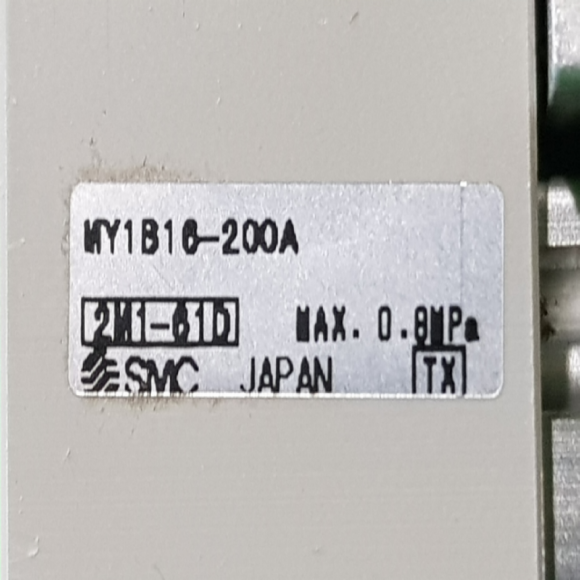 MY1B16-200A
2M1-61D MAX. 0.8MPa
SMC JAPAN TX